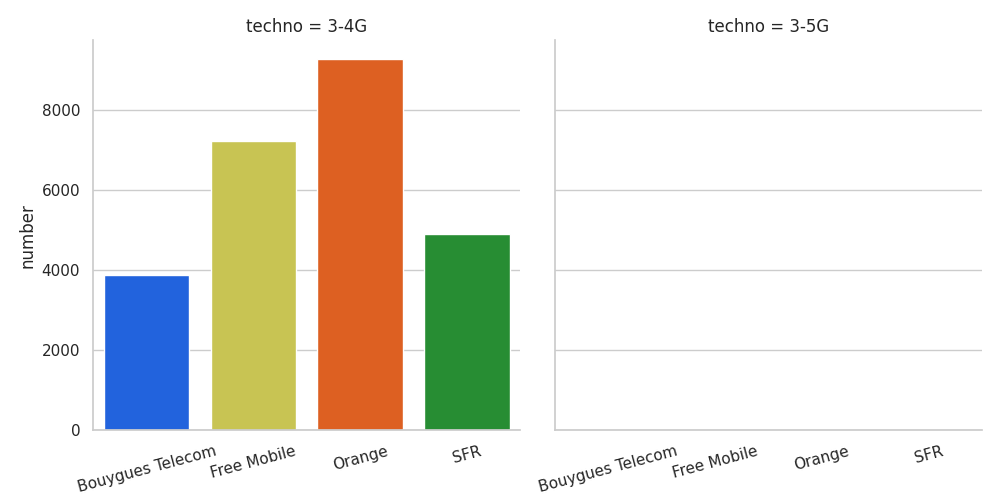 techno = 3-4G
techno = 3-5G
number
8000
6000
4000
2000
0
Bouygues Telecom
Free Mobile
Orange
SFR
Bouygues Telecom
Free Mobile
Orange
SFR